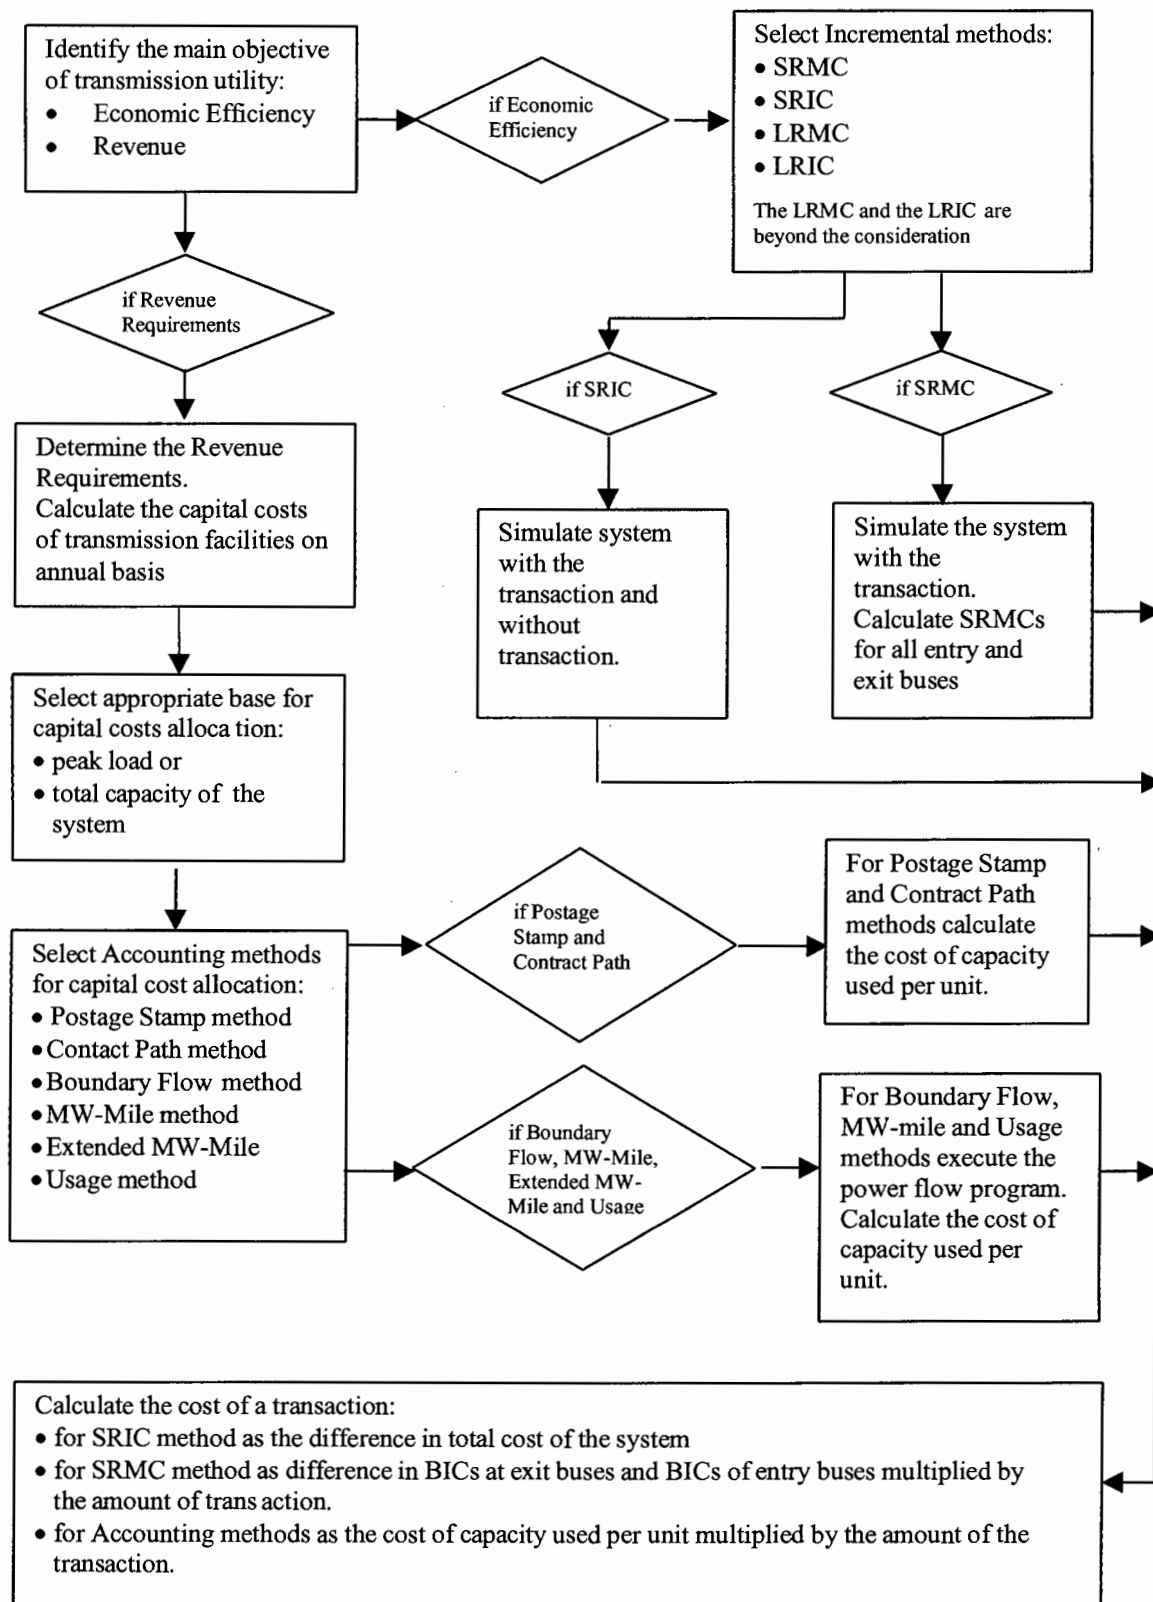 Identify the main objective
of transmission utility:
• Economic Efficiency
• Revenue
if Economic
Efficiency
Select Incremental methods:
• SRMC
• SRIC
• LRMC
• LRIC
The LRMC and the LRIC are
beyond the consideration
if Revenue
Requirements
if SRIC
if SRMC
Determine the Revenue
Requirements.
Calculate the capital costs
of transmission facilities on
annual basis
Simulate system
with the
transaction and
without
transaction.
Simulate the system
with the
transaction.
Calculate SRMCs
for all entry and
exit buses
Select appropriate base for
capital costs alloca tion:
• peak load or
• total capacity of the
system
Select Accounting methods
for capital cost allocation:
• Postage Stamp method
• Contact Path method
• Boundary Flow method
• MW-Mile method
• Extended MW-Mile
• Usage method
if Postage
Stamp and
Contract Path
For Postage Stamp
and Contract Path
methods calculate
the cost of capacity
used per unit.
if Boundary
Flow, MW-Mile,
Extended MW-
Mile and Usage
For Boundary Flow,
MW-mile and Usage
methods execute the
power flow program.
Calculate the cost of
capacity used per
unit.
Calculate the cost of a transaction:
• for SRIC method as the difference in total cost of the system
• for SRMC method as difference in BICs at exit buses and BICs of entry buses multiplied by
the amount of trans action.
• for Accounting methods as the cost of capacity used per unit multiplied by the amount of the
transaction.